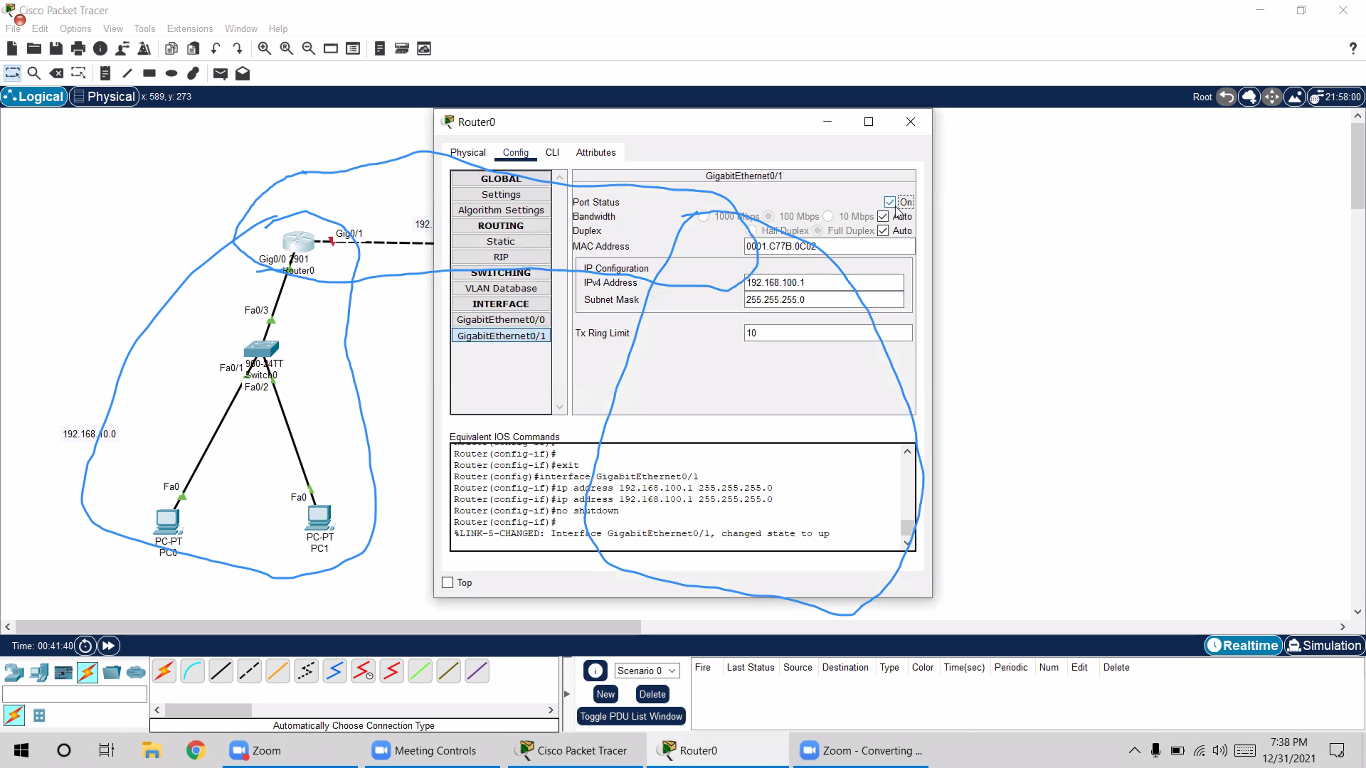 Cisco Packet Tracer
File Edit Options View Tools Extensions Window Help
Logical Physical x: 589, y: 273 Root 21:58:00
Router0
Physical Config CLI Attributes
GLOBAL
Settings
Algorithm Settings
ROUTING
Static
RIP
SWITCHING
VLAN Database
INTERFACE
GigabitEthernet0/0
GigabitEthernet0/1
GigabitEthernet0/1
Port Status On
Bandwidth 1000 Mbps 100 Mbps 10 Mbps Auto
Duplex Half Duplex Full Duplex Auto
MAC Address 0001.C77B.0C02
IP Configuration
IPv4 Address 192.168.100.1
Subnet Mask 255.255.255.0
Tx Ring Limit 10
Equivalent IOS Commands
Router(config-if)#
Router(config-if)#
Router(config-if)#exit
Router(config)#interface GigabitEthernet0/1
Router(config-if)#ip address 192.168.100.1 255.255.255.0
Router(config-if)#ip address 192.168.100.1 255.255.255.0
Router(config-if)#no shutdown
Router(config-if)#
%LINK-5-CHANGED: Interface GigabitEthernet0/1, changed state to up
Top
192.
Gig0/1
Gig0/0 2901
Router0
Fa0/3
Fa0/1
Switch0
Fa0/2
192.168.10.0
Fa0
Fa0
PC-PT
PC0
PC-PT
PC1
Time: 00:41:40 Realtime Simulation
Scenario 0
New Delete
Toggle PDU List Window
Fire Last Status Source Destination Type Color Time(sec) Periodic Num Edit Delete
Automatically Choose Connection Type
Zoom Meeting Controls Cisco Packet Tracer Router0 Zoom - Converting ...
7:38 PM
12/31/2021